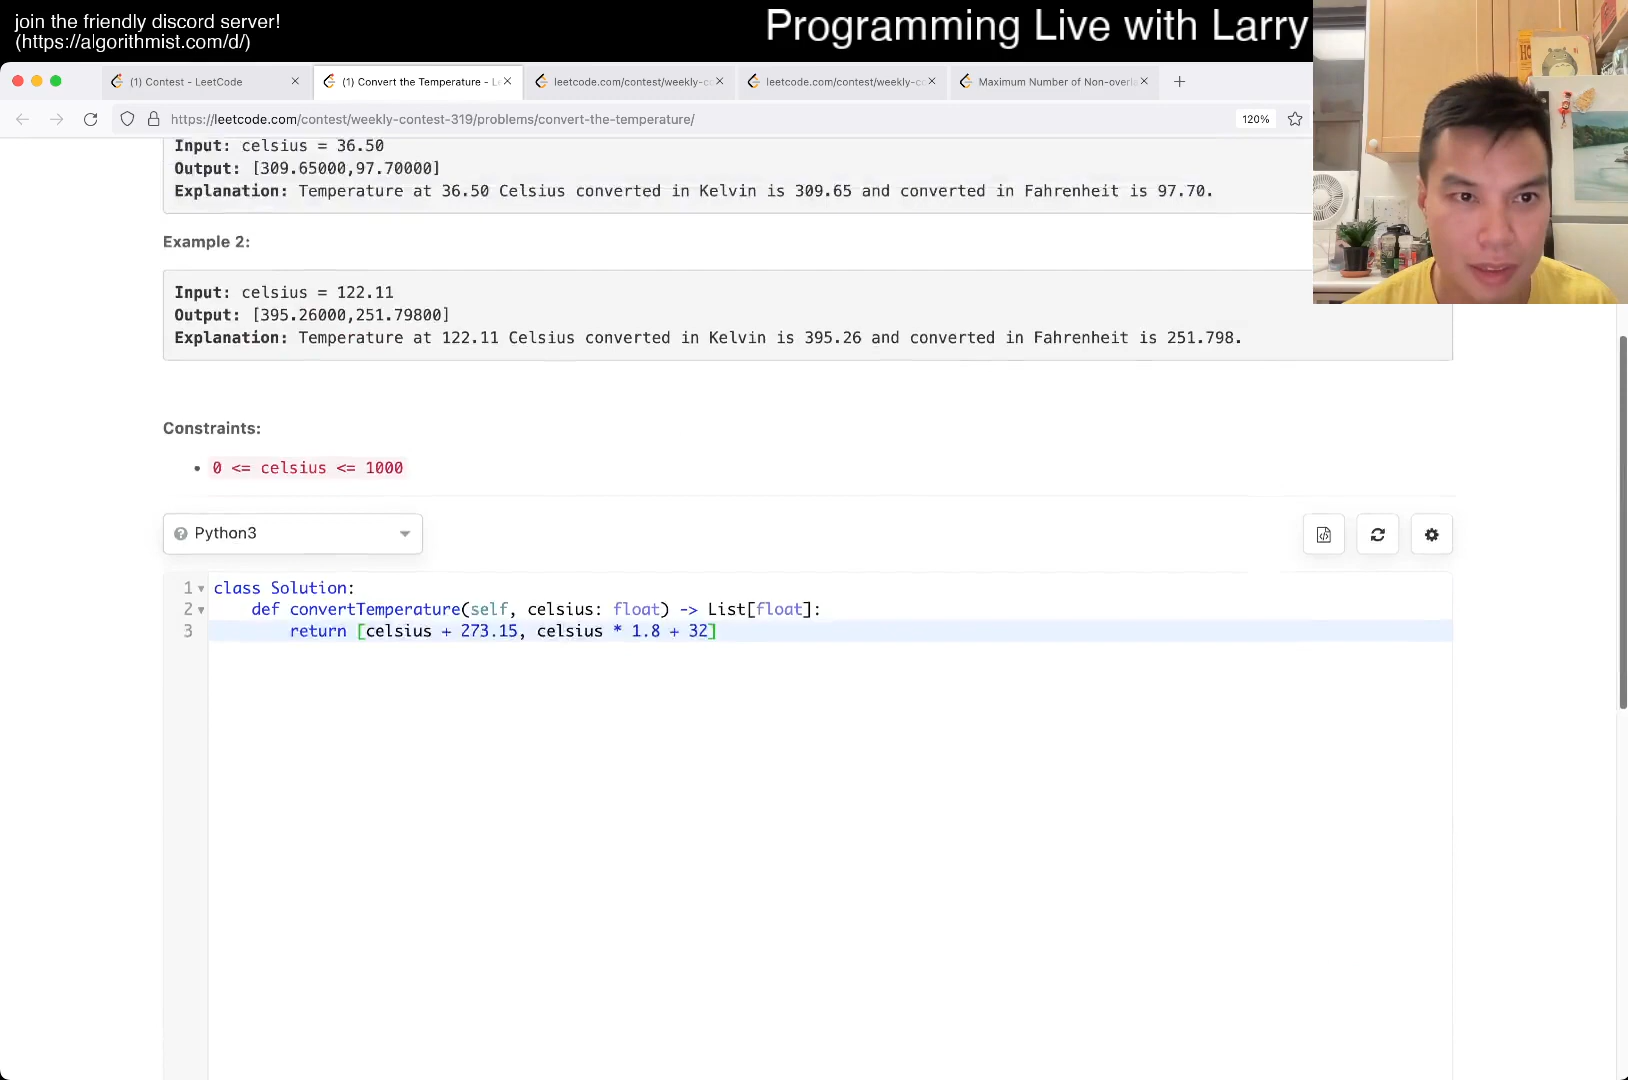 join the friendly discord server!
(https://algorithmist.com/d/)
Programming Live with Larry
(1) Contest - LeetCode
(1) Convert the Temperature - Le
leetcode.com/contest/weekly-co
leetcode.com/contest/weekly-co
Maximum Number of Non-overla
https://leetcode.com/contest/weekly-contest-319/problems/convert-the-temperature/
120%
Input: celsius = 36.50
Output: [309.65000,97.70000]
Explanation: Temperature at 36.50 Celsius converted in Kelvin is 309.65 and converted in Fahrenheit is 97.70.
Example 2:
Input: celsius = 122.11
Output: [395.26000,251.79800]
Explanation: Temperature at 122.11 Celsius converted in Kelvin is 395.26 and converted in Fahrenheit is 251.798.
Constraints:
• 0 <= celsius <= 1000
Python3
1 class Solution:
2 def convertTemperature(self, celsius: float) -> List[float]:
3 return [celsius + 273.15, celsius * 1.8 + 32]